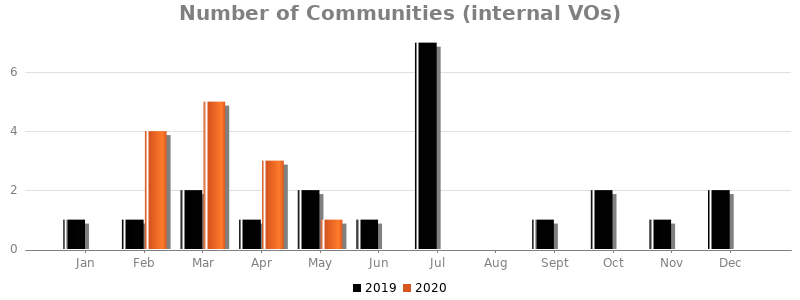 Number of Communities (internal VOs)
6
4
2
0
Jan Feb Mar Apr May Jun Jul Aug Sept Oct Nov Dec
2019 2020